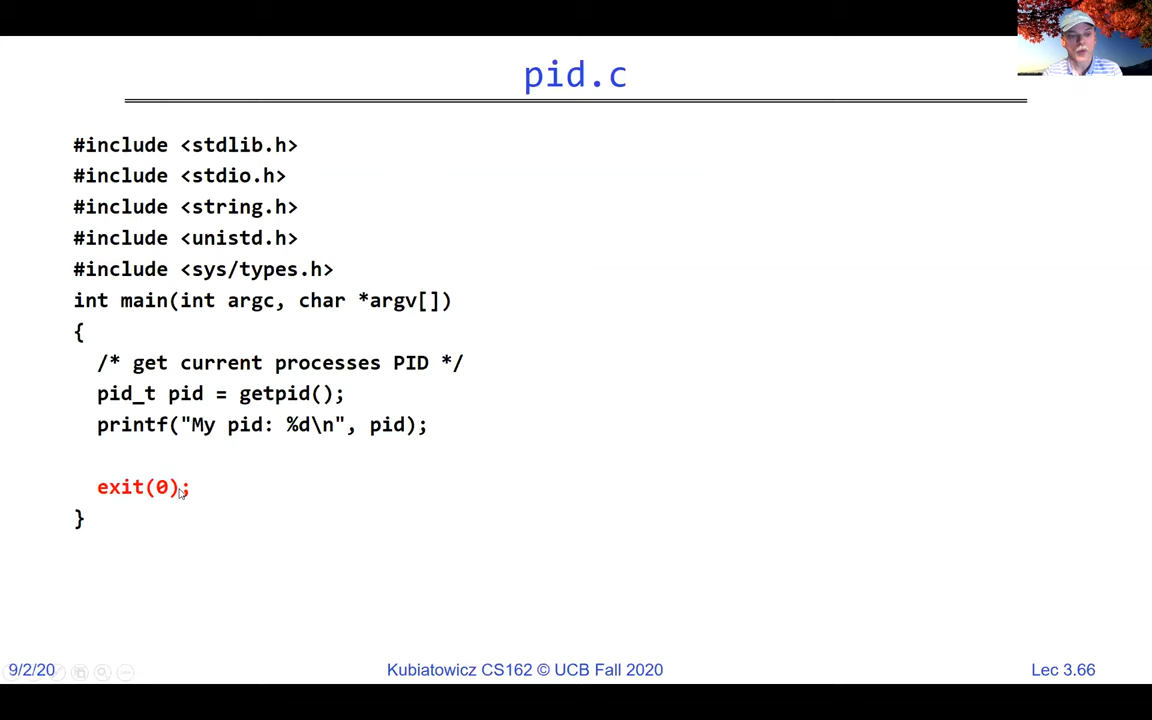 pid.c
#include <stdlib.h>
#include <stdio.h>
#include <string.h>
#include <unistd.h>
#include <sys/types.h>
int main(int argc, char *argv[])
{
/* get current processes PID */
pid_t pid = getpid();
printf("My pid: %d\n", pid);
exit(0);
}
9/2/20
Kubiatowicz CS162 © UCB Fall 2020
Lec 3.66